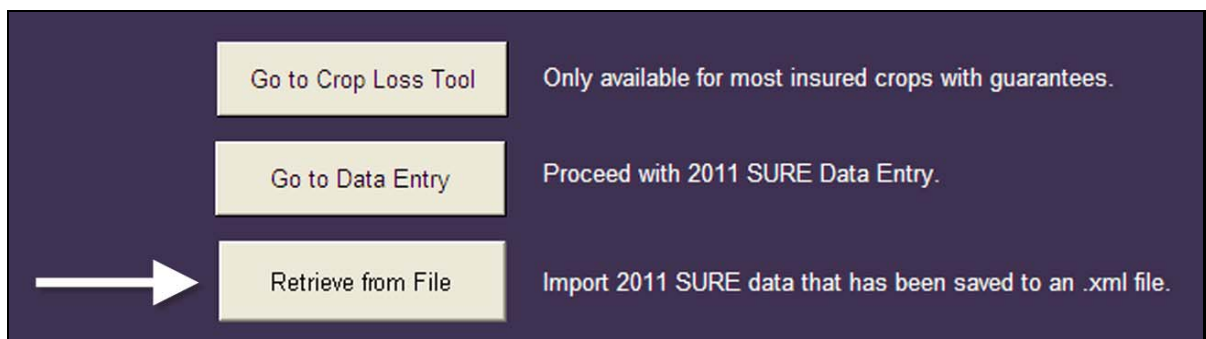 Go to Crop Loss Tool Only available for most insured crops with guarantees.
Go to Data Entry Proceed with 2011 SURE Data Entry.
Retrieve from File Import 2011 SURE data that has been saved to an .xml file.